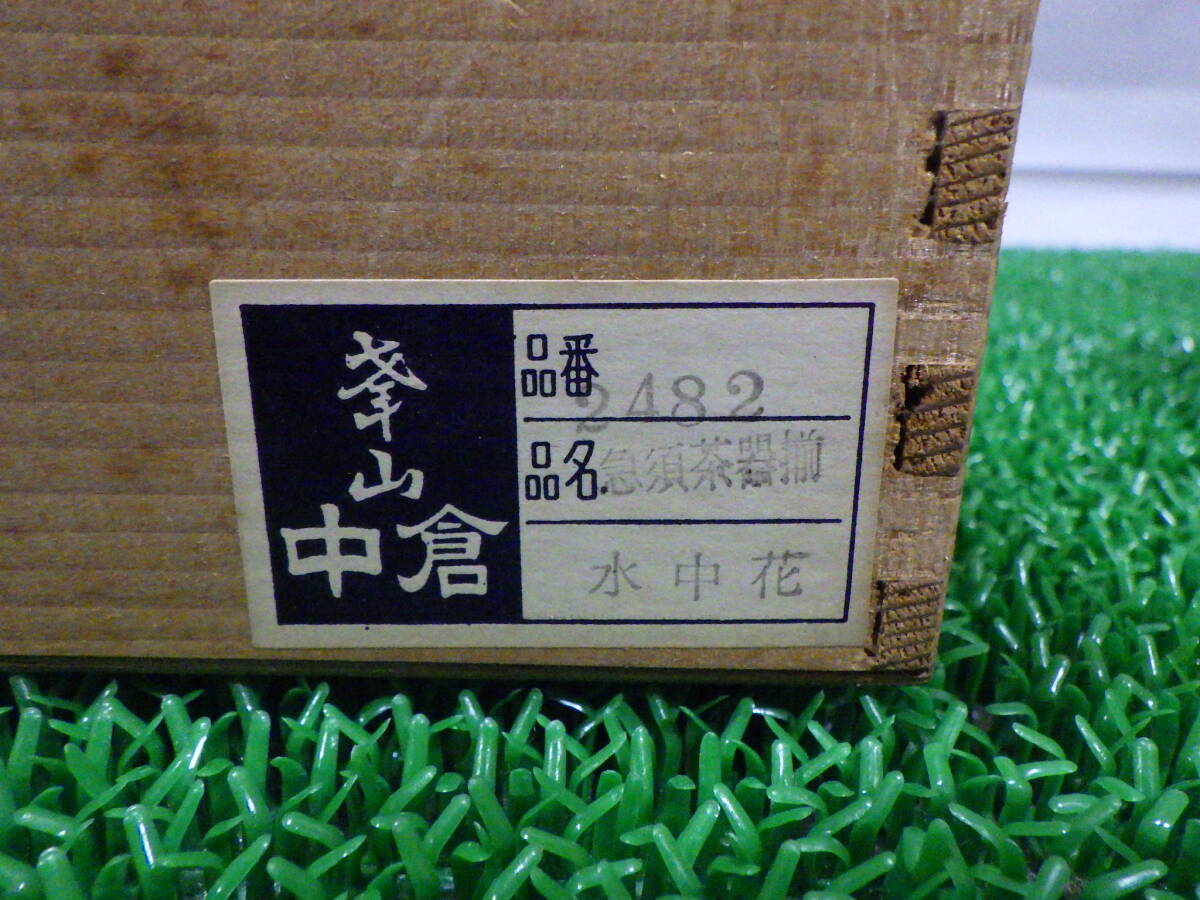 峯山
中倉
品番 2482
品名 急須茶器揃
水中花